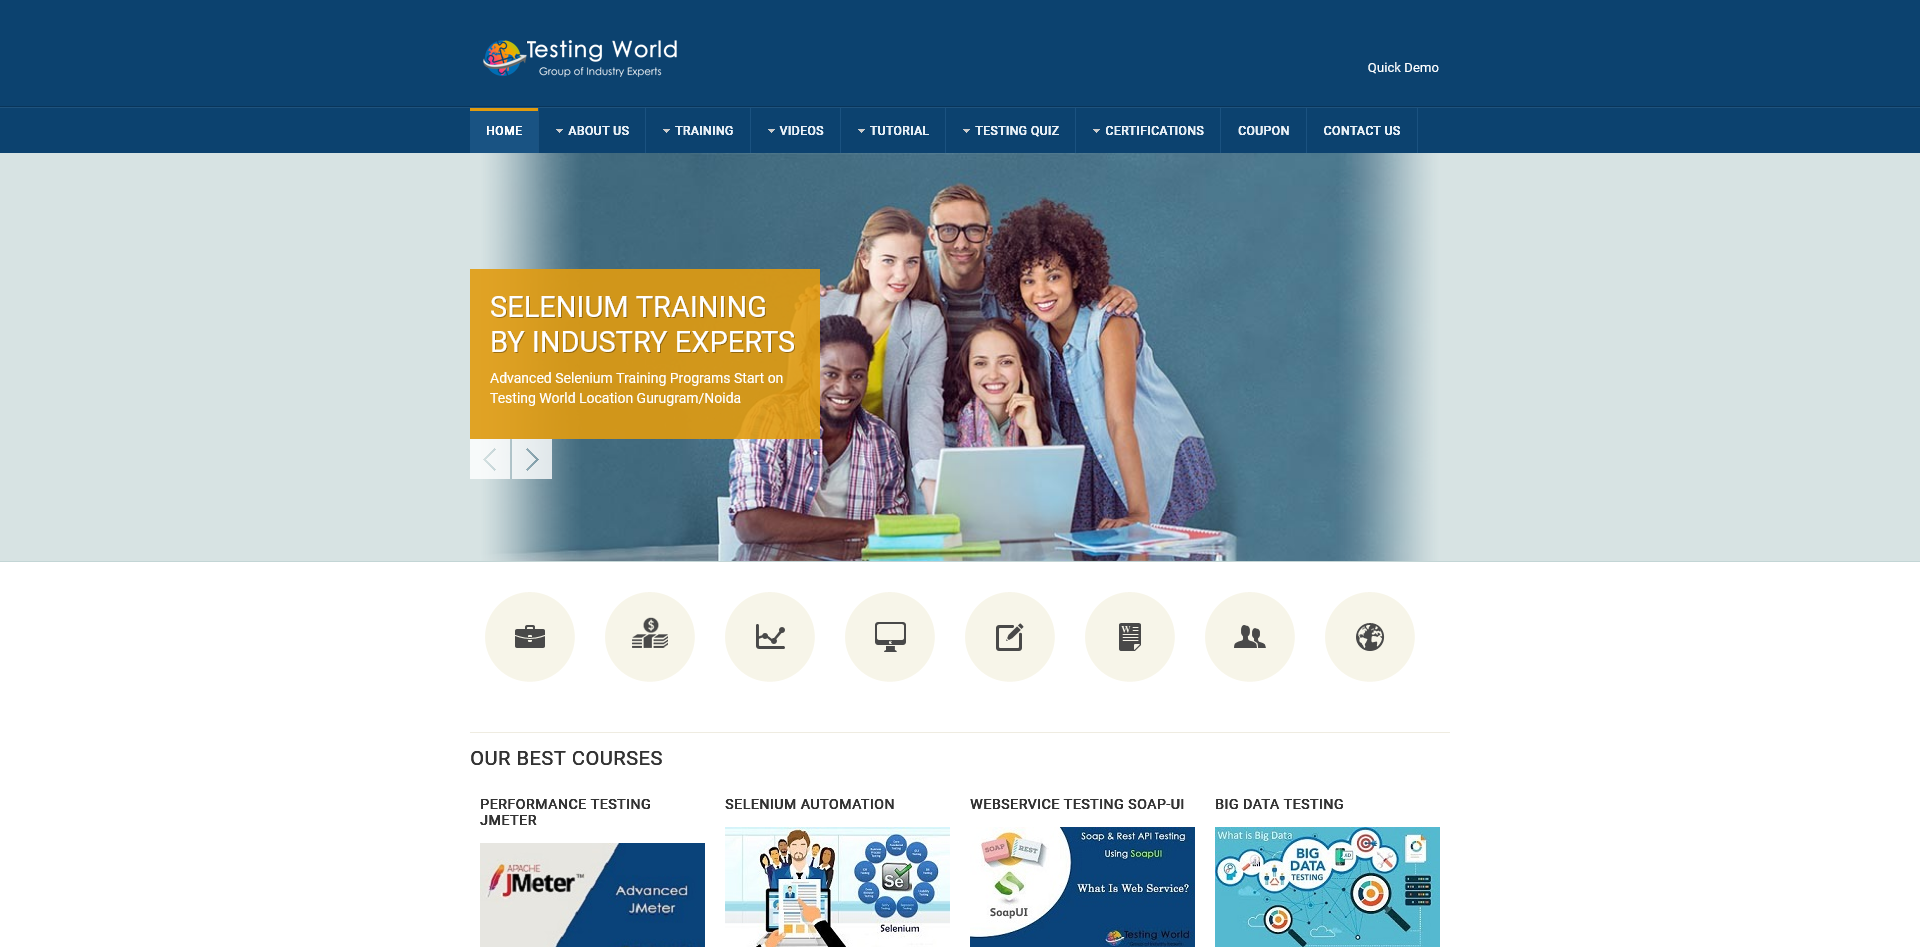 Testing World
Group of Industry Experts
Quick Demo
HOME
ABOUT US
TRAINING
VIDEOS
TUTORIAL
TESTING QUIZ
CERTIFICATIONS
COUPON
CONTACT US
SELENIUM TRAINING
BY INDUSTRY EXPERTS
Advanced Selenium Training Programs Start on
Testing World Location Gurugram/Noida
$
W
OUR BEST COURSES
PERFORMANCE TESTING
JMETER
APACHE
JMeter™
Advanced
JMeter
SELENIUM AUTOMATION
Se
Selenium
WEBSERVICE TESTING SOAP-UI
Soap & Rest API Testing
Using SoapUI
SOAP
REST
What Is Web Service?
SoapUI
Testing World
BIG DATA TESTING
What is Big Data
BIG
DATA
TESTING
AD